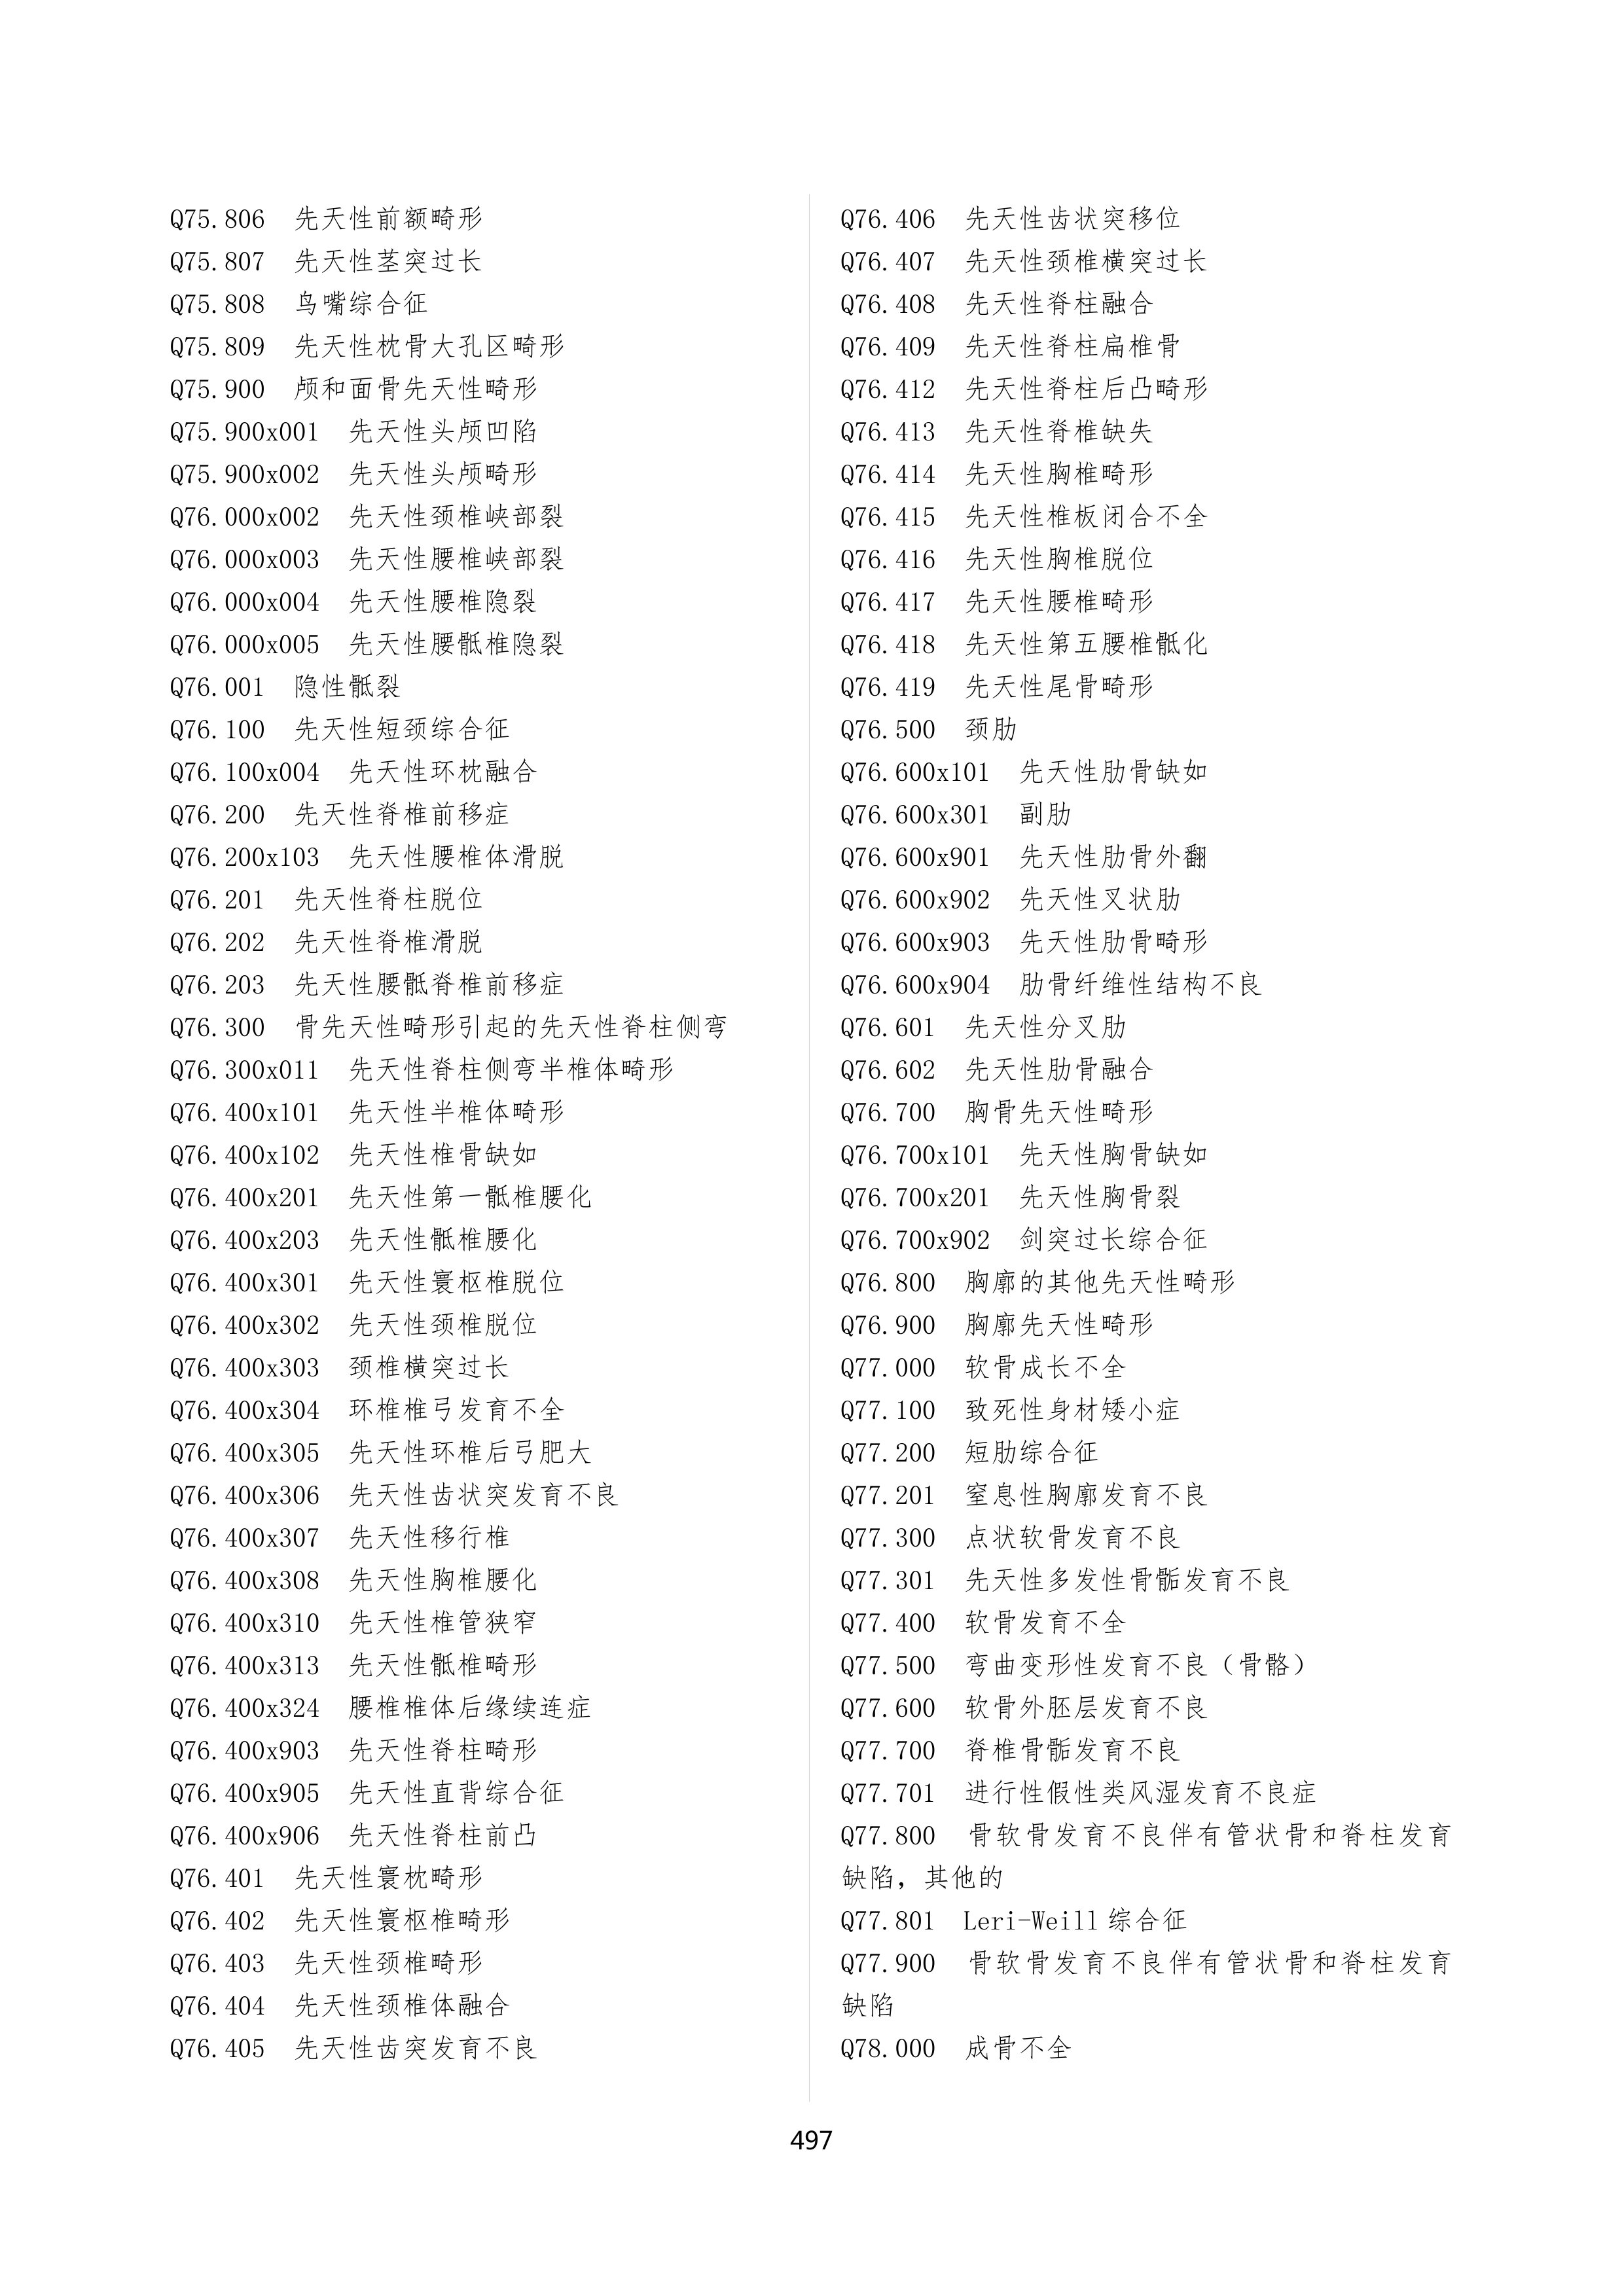 Q75.806 先天性前额畸形
Q75.807 先天性茎突过长
Q75.808 鸟嘴综合征
Q75.809 先天性枕骨大孔区畸形
Q75.900 颅和面骨先天性畸形
Q75.900x001 先天性头颅凹陷
Q75.900x002 先天性头颅畸形
Q76.000x002 先天性颈椎峡部裂
Q76.000x003 先天性腰椎峡部裂
Q76.000x004 先天性腰椎隐裂
Q76.000x005 先天性腰骶椎隐裂
Q76.001 隐性骶裂
Q76.100 先天性短颈综合征
Q76.100x004 先天性环枕融合
Q76.200 先天性脊椎前移症
Q76.200x103 先天性腰椎体滑脱
Q76.201 先天性脊柱脱位
Q76.202 先天性脊椎滑脱
Q76.203 先天性腰骶脊椎前移症
Q76.300 骨先天性畸形引起的先天性脊柱侧弯
Q76.300x011 先天性脊柱侧弯半椎体畸形
Q76.400x101 先天性半椎体畸形
Q76.400x102 先天性椎骨缺如
Q76.400x201 先天性第一骶椎腰化
Q76.400x203 先天性骶椎腰化
Q76.400x301 先天性寰枢椎脱位
Q76.400x302 先天性颈椎脱位
Q76.400x303 颈椎横突过长
Q76.400x304 环椎椎弓发育不全
Q76.400x305 先天性环椎后弓肥大
Q76.400x306 先天性齿状突发育不良
Q76.400x307 先天性移行椎
Q76.400x308 先天性胸椎腰化
Q76.400x310 先天性椎管狭窄
Q76.400x313 先天性骶椎畸形
Q76.400x324 腰椎椎体后缘续连症
Q76.400x903 先天性脊柱畸形
Q76.400x905 先天性直背综合征
Q76.400x906 先天性脊柱前凸
Q76.401 先天性寰枕畸形
Q76.402 先天性寰枢椎畸形
Q76.403 先天性颈椎畸形
Q76.404 先天性颈椎体融合
Q76.405 先天性齿突发育不良
Q76.406 先天性齿状突移位
Q76.407 先天性颈椎横突过长
Q76.408 先天性脊柱融合
Q76.409 先天性脊柱扁椎骨
Q76.412 先天性脊柱后凸畸形
Q76.413 先天性脊椎缺失
Q76.414 先天性胸椎畸形
Q76.415 先天性椎板闭合不全
Q76.416 先天性胸椎脱位
Q76.417 先天性腰椎畸形
Q76.418 先天性第五腰椎骶化
Q76.419 先天性尾骨畸形
Q76.500 颈肋
Q76.600x101 先天性肋骨缺如
Q76.600x301 副肋
Q76.600x901 先天性肋骨外翻
Q76.600x902 先天性叉状肋
Q76.600x903 先天性肋骨畸形
Q76.600x904 肋骨纤维性结构不良
Q76.601 先天性分叉肋
Q76.602 先天性肋骨融合
Q76.700 胸骨先天性畸形
Q76.700x101 先天性胸骨缺如
Q76.700x201 先天性胸骨裂
Q76.700x902 剑突过长综合征
Q76.800 胸廓的其他先天性畸形
Q76.900 胸廓先天性畸形
Q77.000 软骨成长不全
Q77.100 致死性身材矮小症
Q77.200 短肋综合征
Q77.201 窒息性胸廓发育不良
Q77.300 点状软骨发育不良
Q77.301 先天性多发性骨骺发育不良
Q77.400 软骨发育不全
Q77.500 弯曲变形性发育不良（骨骼）
Q77.600 软骨外胚层发育不良
Q77.700 脊椎骨骺发育不良
Q77.701 进行性假性类风湿发育不良症
Q77.800 骨软骨发育不良伴有管状骨和脊柱发育
缺陷，其他的
Q77.801 Leri-Weill 综合征
Q77.900 骨软骨发育不良伴有管状骨和脊柱发育
缺陷
Q78.000 成骨不全
497